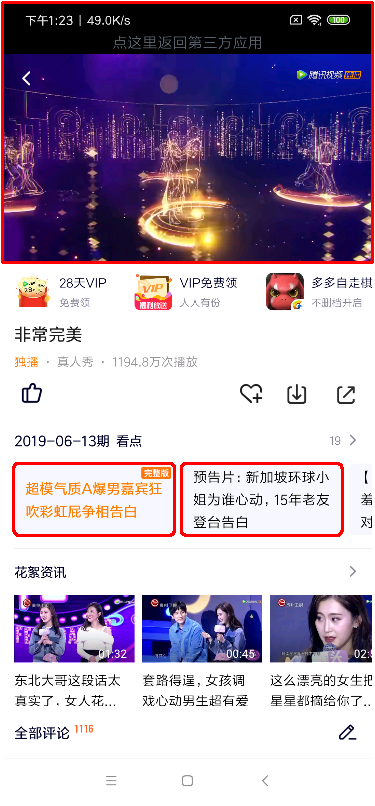 下午1:23 | 49.0K/s
100
点这里返回第三方应用
腾讯视频 独播
28天VIP
免费领
VIP免费领
人人有份
多多自走棋
不删档开启
非常完美
独播 · 真人秀 · 1194.8万次播放
2019-06-13期 看点
19
完整版
超模气质A爆男嘉宾狂
吹彩虹屁争相告白
预告片：新加坡环球小
姐为谁心动，15年老友
登台告白
花絮资讯
01:32
00:45
东北大哥这段话太
真实了，女人花...
套路得逞，女孩调
戏心动男生超有爱
这么漂亮的女生把
星星都摘给你了...
全部评论 1116